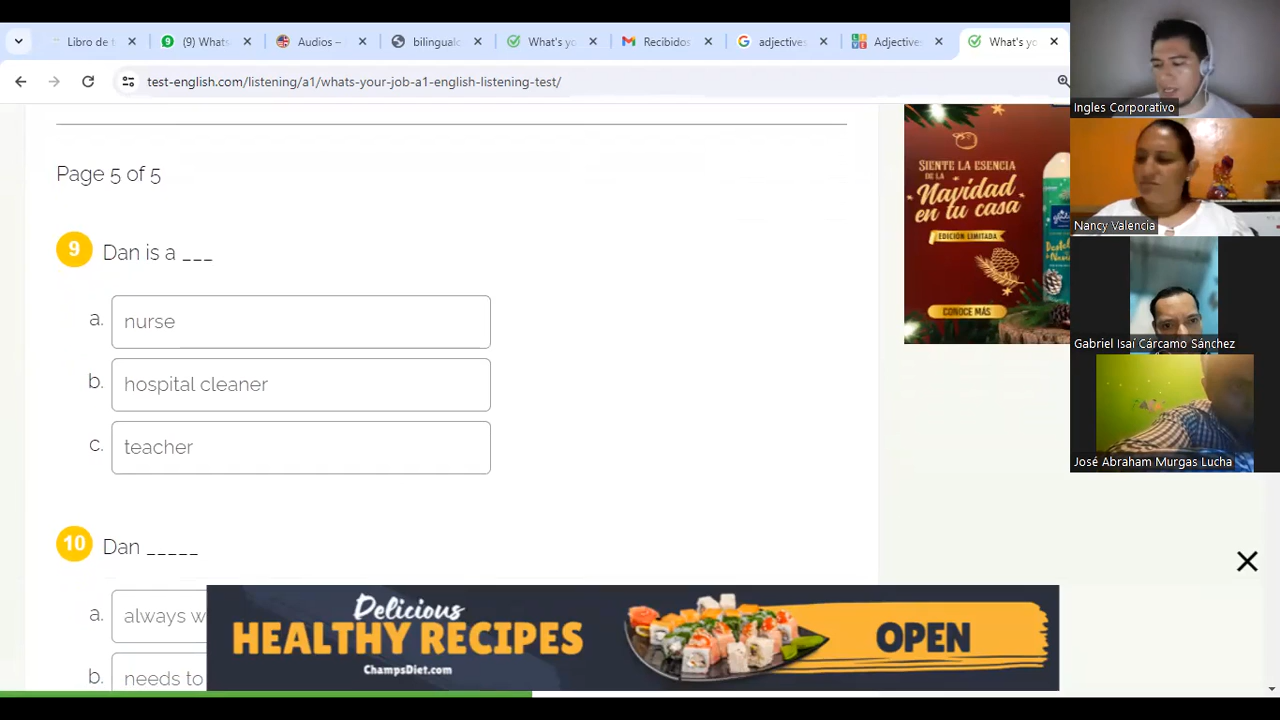 Libro de t
(9) Whats
Audios –
bilingualc
What's yo
Recibidos
adjectives
Adjective
What's yo
test-english.com/listening/a1/whats-your-job-a1-english-listening-test/
Ingles Corporativo
Nancy Valencia
Gabriel Isaí Cárcamo Sánchez
José Abraham Murgas Lucha
Page 5 of 5
9 Dan is a ___
a. nurse
b. hospital cleaner
c. teacher
10 Dan _____
a. always w
b. needs to
SIENTE LA ESENCIA
DE LA
Navidad
en tu casa
EDICIÓN LIMITADA
CONOCE MÁS
Delicious
HEALTHY RECIPES
ChampsDiet.com
OPEN